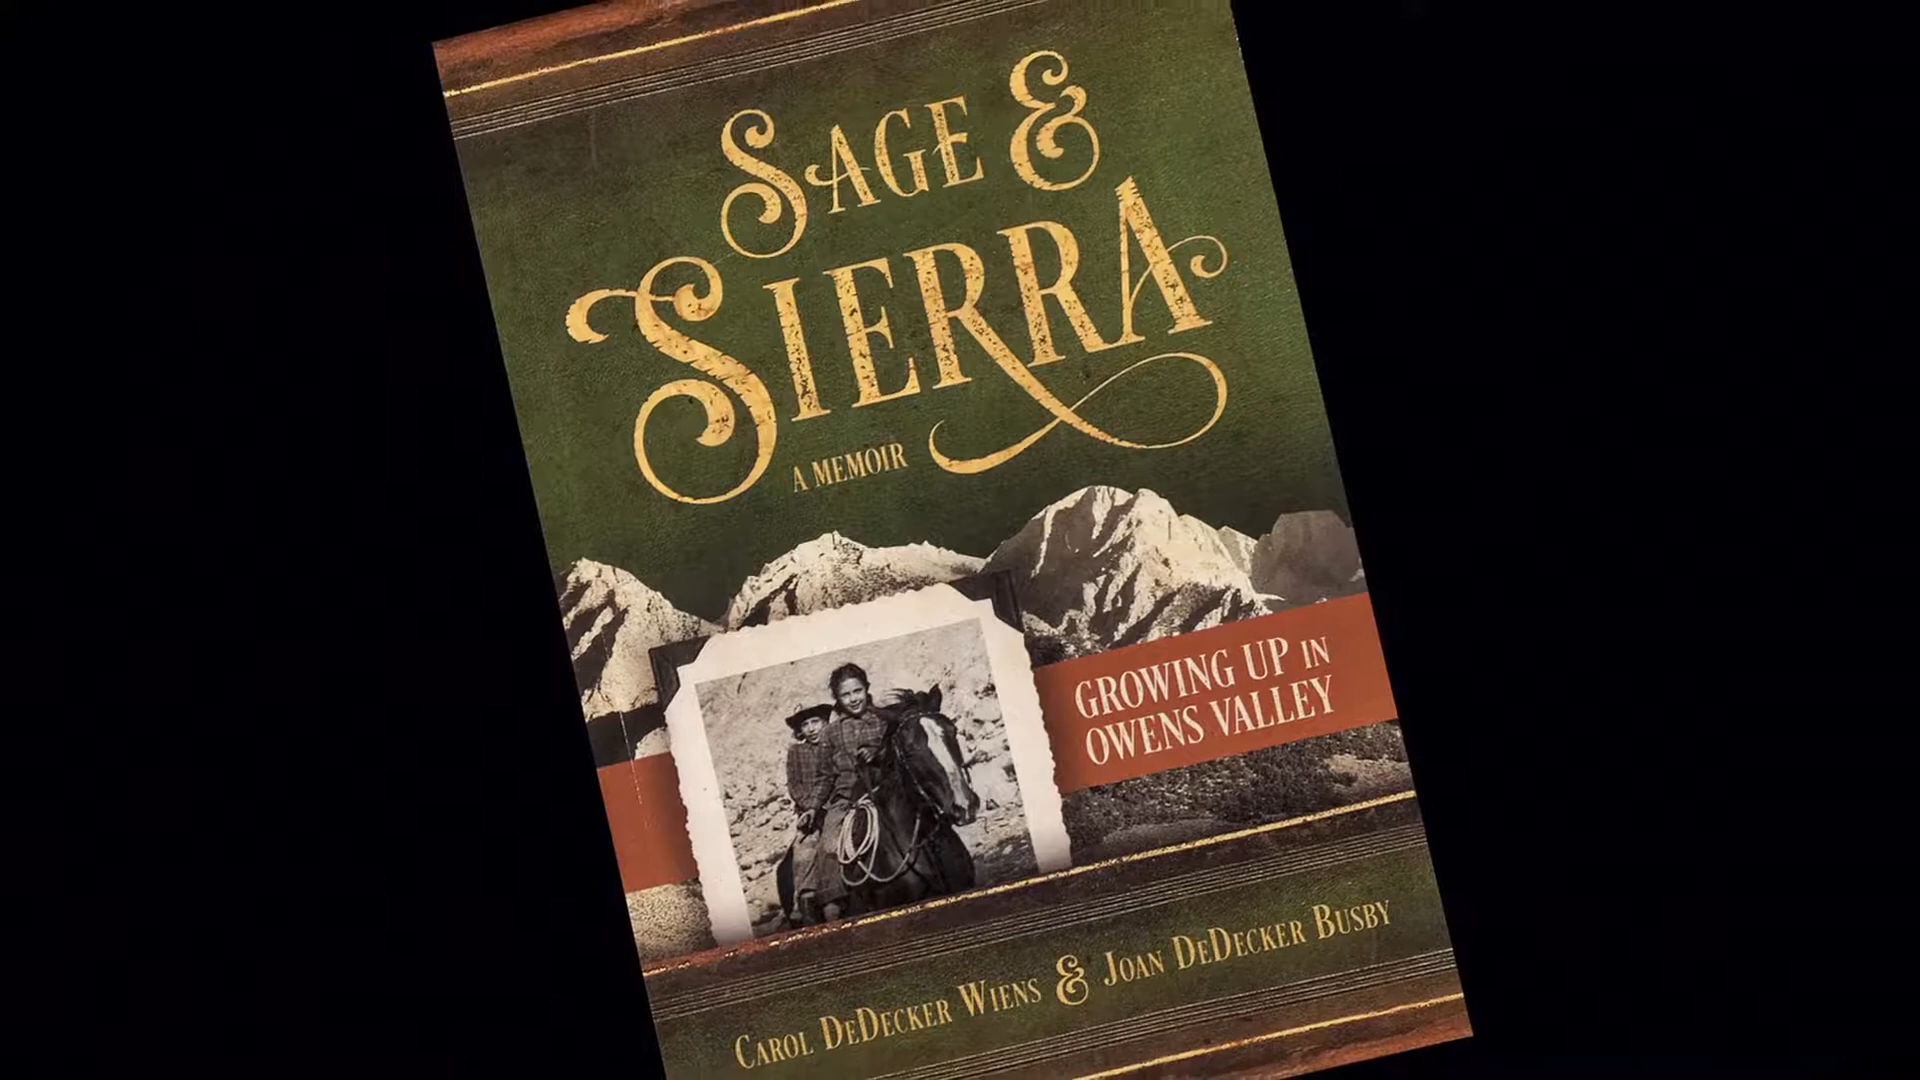 SAGE &
SIERRA
A MEMOIR
GROWING UP IN
OWENS VALLEY
CAROL DEDECKER WIENS & JOAN DEDECKER BUSBY